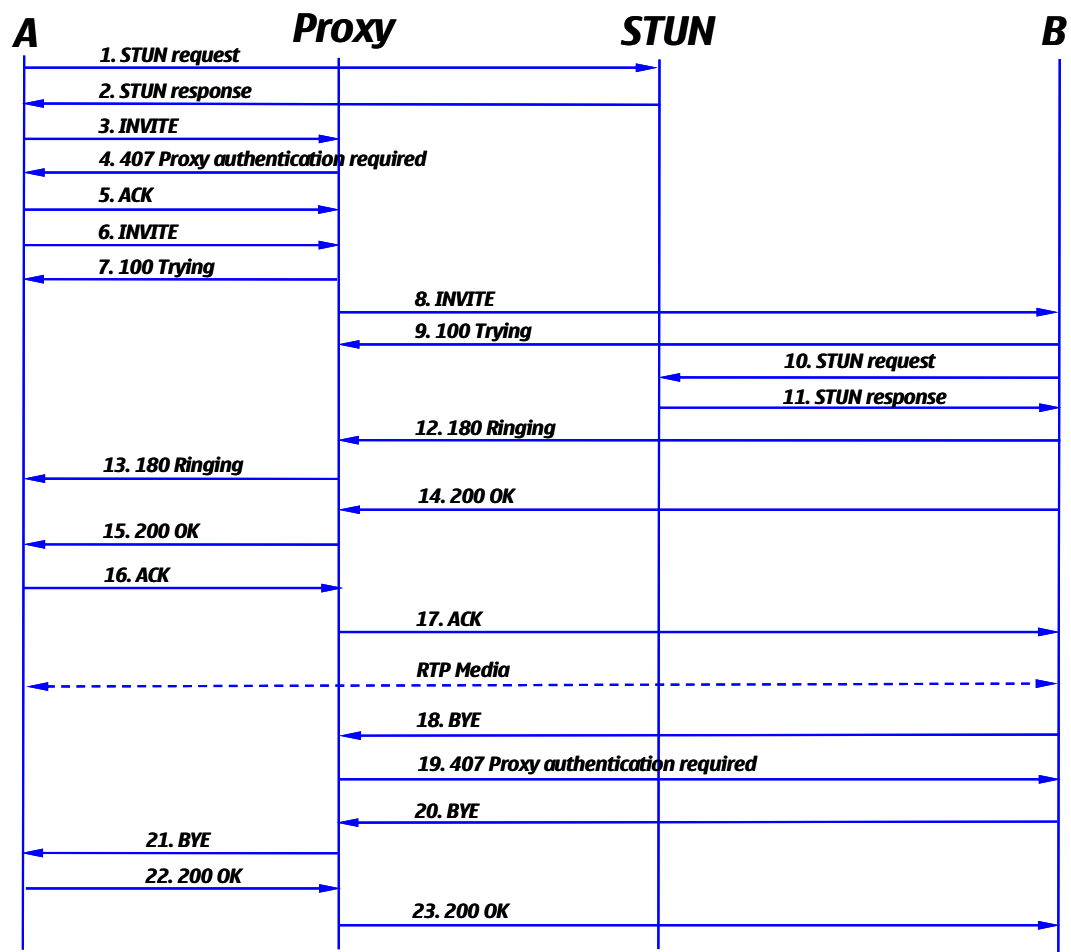 A Proxy STUN B
1. STUN request
2. STUN response
3. INVITE
4. 407 Proxy authentication required
5. ACK
6. INVITE
7. 100 Trying
8. INVITE
9. 100 Trying
10. STUN request
11. STUN response
12. 180 Ringing
13. 180 Ringing
14. 200 OK
15. 200 OK
16. ACK
17. ACK
RTP Media
18. BYE
19. 407 Proxy authentication required
20. BYE
21. BYE
22. 200 OK
23. 200 OK